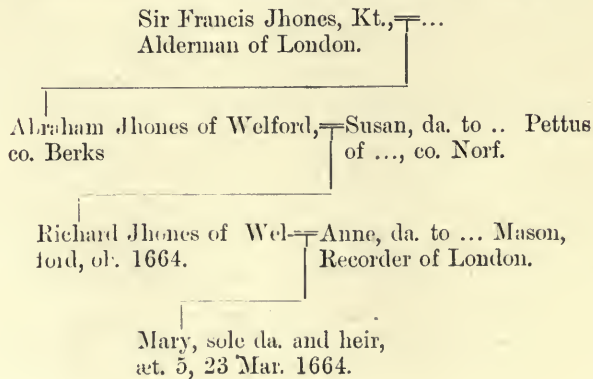 Sir Francis Jhones, Kt.,=...
Alderman of London.
Abraham Jhones of Welford,=Susan, da. to .. Pettus
co. Berks of ..., co. Norf.
Richard Jhones of Wel-=Anne, da. to ... Mason,
ford, ob. 1664. Recorder of London.
Mary, sole da. and heir,
æt. 5, 23 Mar. 1664.